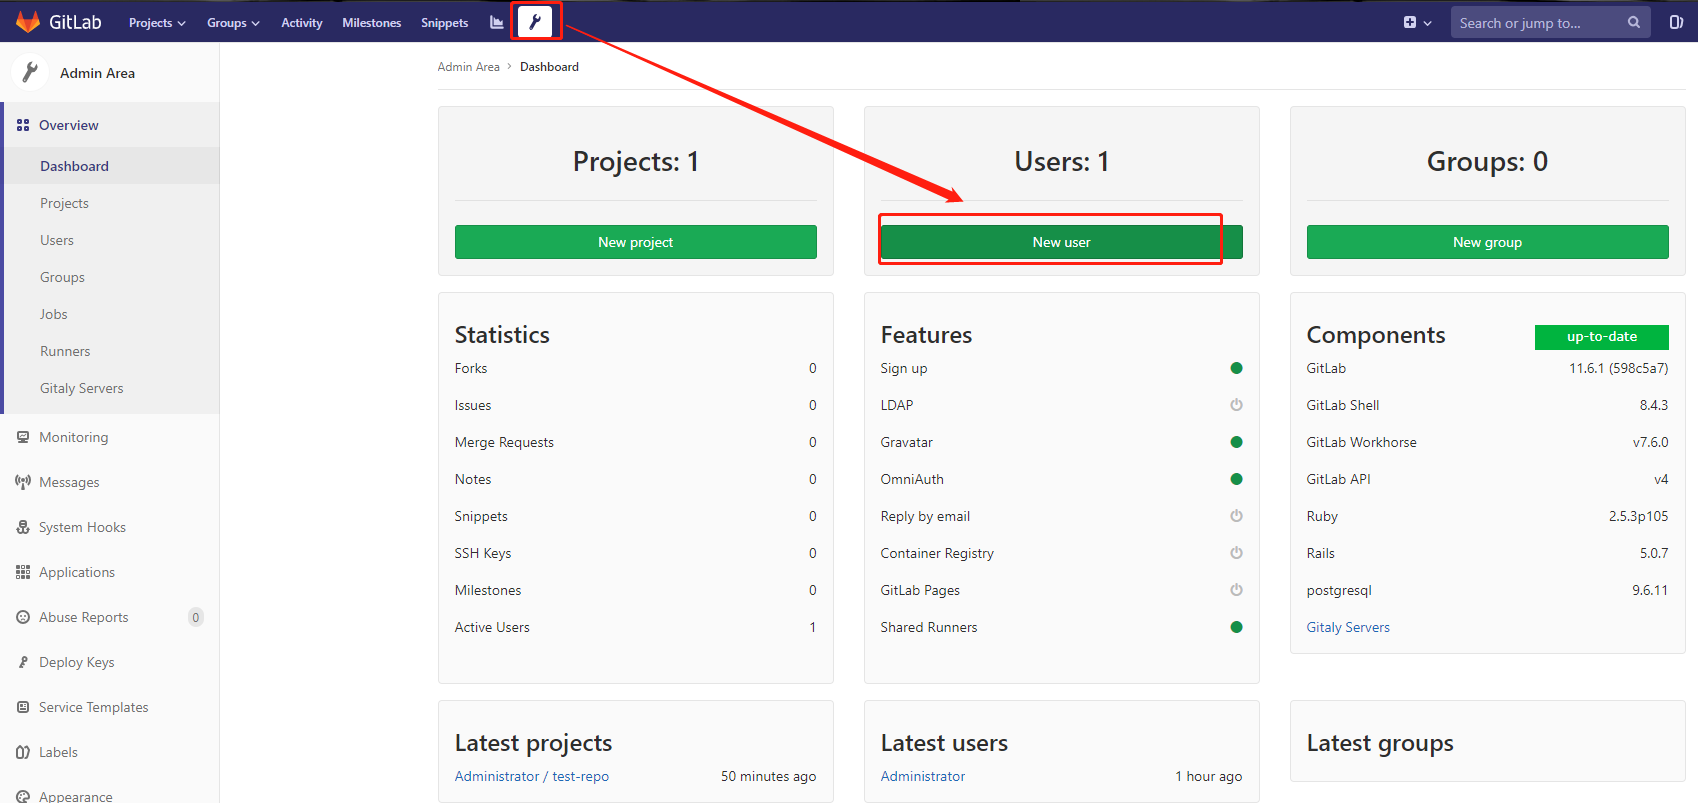 GitLab Projects Groups Activity Milestones Snippets Search or jump to...
Admin Area
Admin Area > Dashboard
Overview
Dashboard
Projects
Users
Groups
Jobs
Runners
Gitaly Servers
Monitoring
Messages
System Hooks
Applications
Abuse Reports 0
Deploy Keys
Service Templates
Labels
Appearance
Projects: 1
New project
Users: 1
New user
Groups: 0
New group
Statistics
Forks 0
Issues 0
Merge Requests 0
Notes 0
Snippets 0
SSH Keys 0
Milestones 0
Active Users 1
Features
Sign up
LDAP
Gravatar
OmniAuth
Reply by email
Container Registry
GitLab Pages
Shared Runners
Components up-to-date
GitLab 11.6.1 (598c5a7)
GitLab Shell 8.4.3
GitLab Workhorse v7.6.0
GitLab API v4
Ruby 2.5.3p105
Rails 5.0.7
postgresql 9.6.11
Gitaly Servers
Latest projects
Administrator / test-repo 50 minutes ago
Latest users
Administrator 1 hour ago
Latest groups